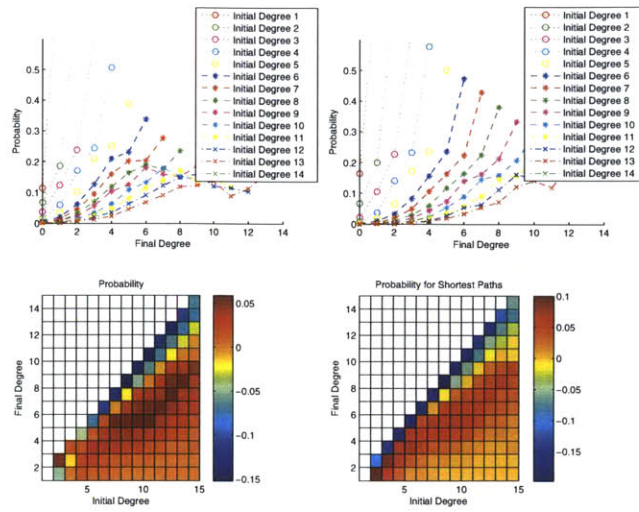 Initial Degree 1
Initial Degree 2
Initial Degree 3
Initial Degree 4
Initial Degree 5
Initial Degree 6
Initial Degree 7
Initial Degree 8
Initial Degree 9
Initial Degree 10
Initial Degree 11
Initial Degree 12
Initial Degree 13
Initial Degree 14
0.5
0.4
0.3
0.2
0.1
0
Probability
0 2 4 6 8 10 12 14
Final Degree
Initial Degree 1
Initial Degree 2
Initial Degree 3
Initial Degree 4
Initial Degree 5
Initial Degree 6
Initial Degree 7
Initial Degree 8
Initial Degree 9
Initial Degree 10
Initial Degree 11
Initial Degree 12
Initial Degree 13
Initial Degree 14
0.5
0.4
0.3
0.2
0.1
0
Probability
0 2 4 6 8 10 12 14
Final Degree
Probability
14
12
10
8
6
4
2
Final Degree
5 10 15
Initial Degree
0.05
0
-0.05
-0.1
-0.15
Probability for Shortest Paths
14
12
10
8
6
4
2
Final Degree
5 10 15
Initial Degree
0.1
0.05
0
-0.05
-0.1
-0.15